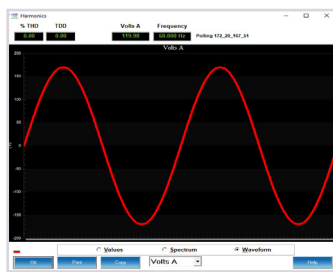 Harmonics
% THD TDD Volts A Frequency
0.00 0.00 119.98 60.000 Hz Polling 172_20_167_51
Volts A
200
150
100
50
0
-50
-100
-150
-200
Values Spectrum Waveform
OK Print Copy Volts A Help